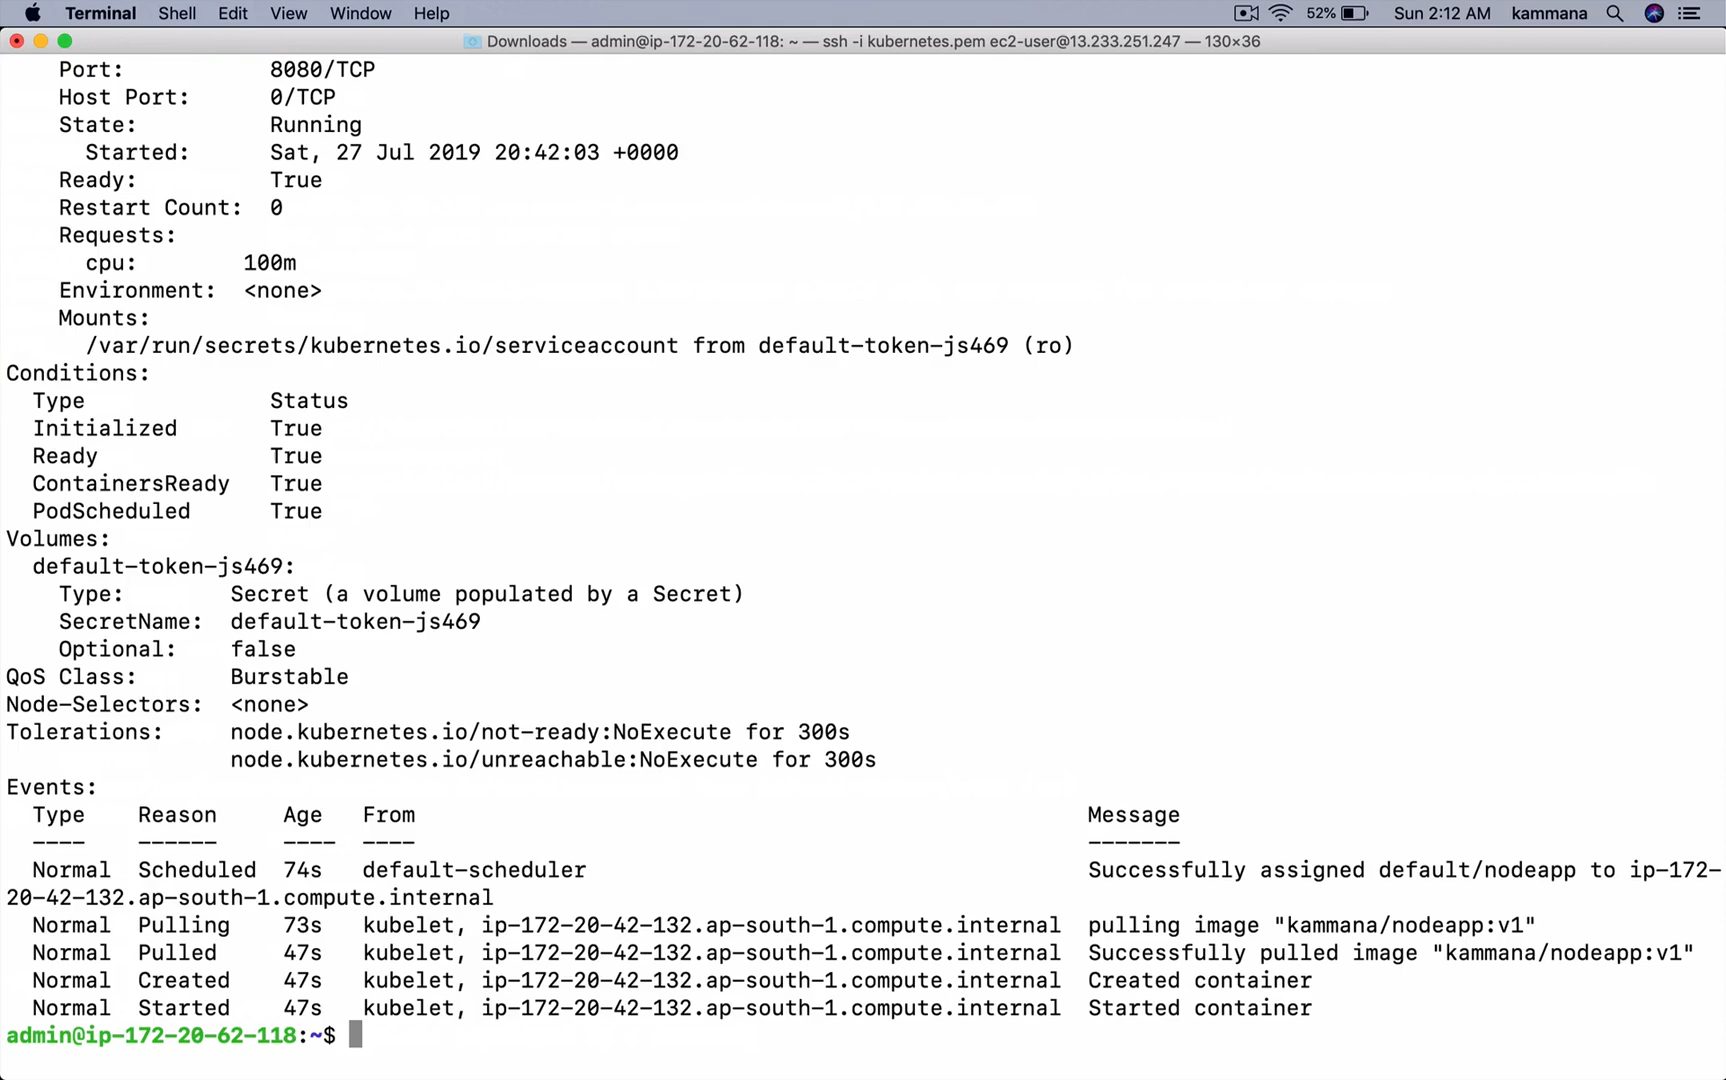 Terminal Shell Edit View Window Help 52% Sun 2:12 AM kammana
Downloads — admin@ip-172-20-62-118: ~ — ssh -i kubernetes.pem ec2-user@13.233.251.247 — 130×36
    Port:           8080/TCP
    Host Port:      0/TCP
    State:          Running
      Started:      Sat, 27 Jul 2019 20:42:03 +0000
    Ready:          True
    Restart Count:  0
    Requests:
      cpu:        100m
    Environment:  <none>
    Mounts:
      /var/run/secrets/kubernetes.io/serviceaccount from default-token-js469 (ro)
Conditions:
  Type              Status
  Initialized       True
  Ready             True
  ContainersReady   True
  PodScheduled      True
Volumes:
  default-token-js469:
    Type:        Secret (a volume populated by a Secret)
    SecretName:  default-token-js469
    Optional:    false
QoS Class:       Burstable
Node-Selectors:  <none>
Tolerations:     node.kubernetes.io/not-ready:NoExecute for 300s
                 node.kubernetes.io/unreachable:NoExecute for 300s
Events:
  Type    Reason     Age   From                                                   Message
  ----    ------     ----  ----                                                   -------
  Normal  Scheduled  74s   default-scheduler                                      Successfully assigned default/nodeapp to ip-172-
20-42-132.ap-south-1.compute.internal
  Normal  Pulling    73s   kubelet, ip-172-20-42-132.ap-south-1.compute.internal  pulling image "kammana/nodeapp:v1"
  Normal  Pulled     47s   kubelet, ip-172-20-42-132.ap-south-1.compute.internal  Successfully pulled image "kammana/nodeapp:v1"
  Normal  Created    47s   kubelet, ip-172-20-42-132.ap-south-1.compute.internal  Created container
  Normal  Started    47s   kubelet, ip-172-20-42-132.ap-south-1.compute.internal  Started container
admin@ip-172-20-62-118:~$